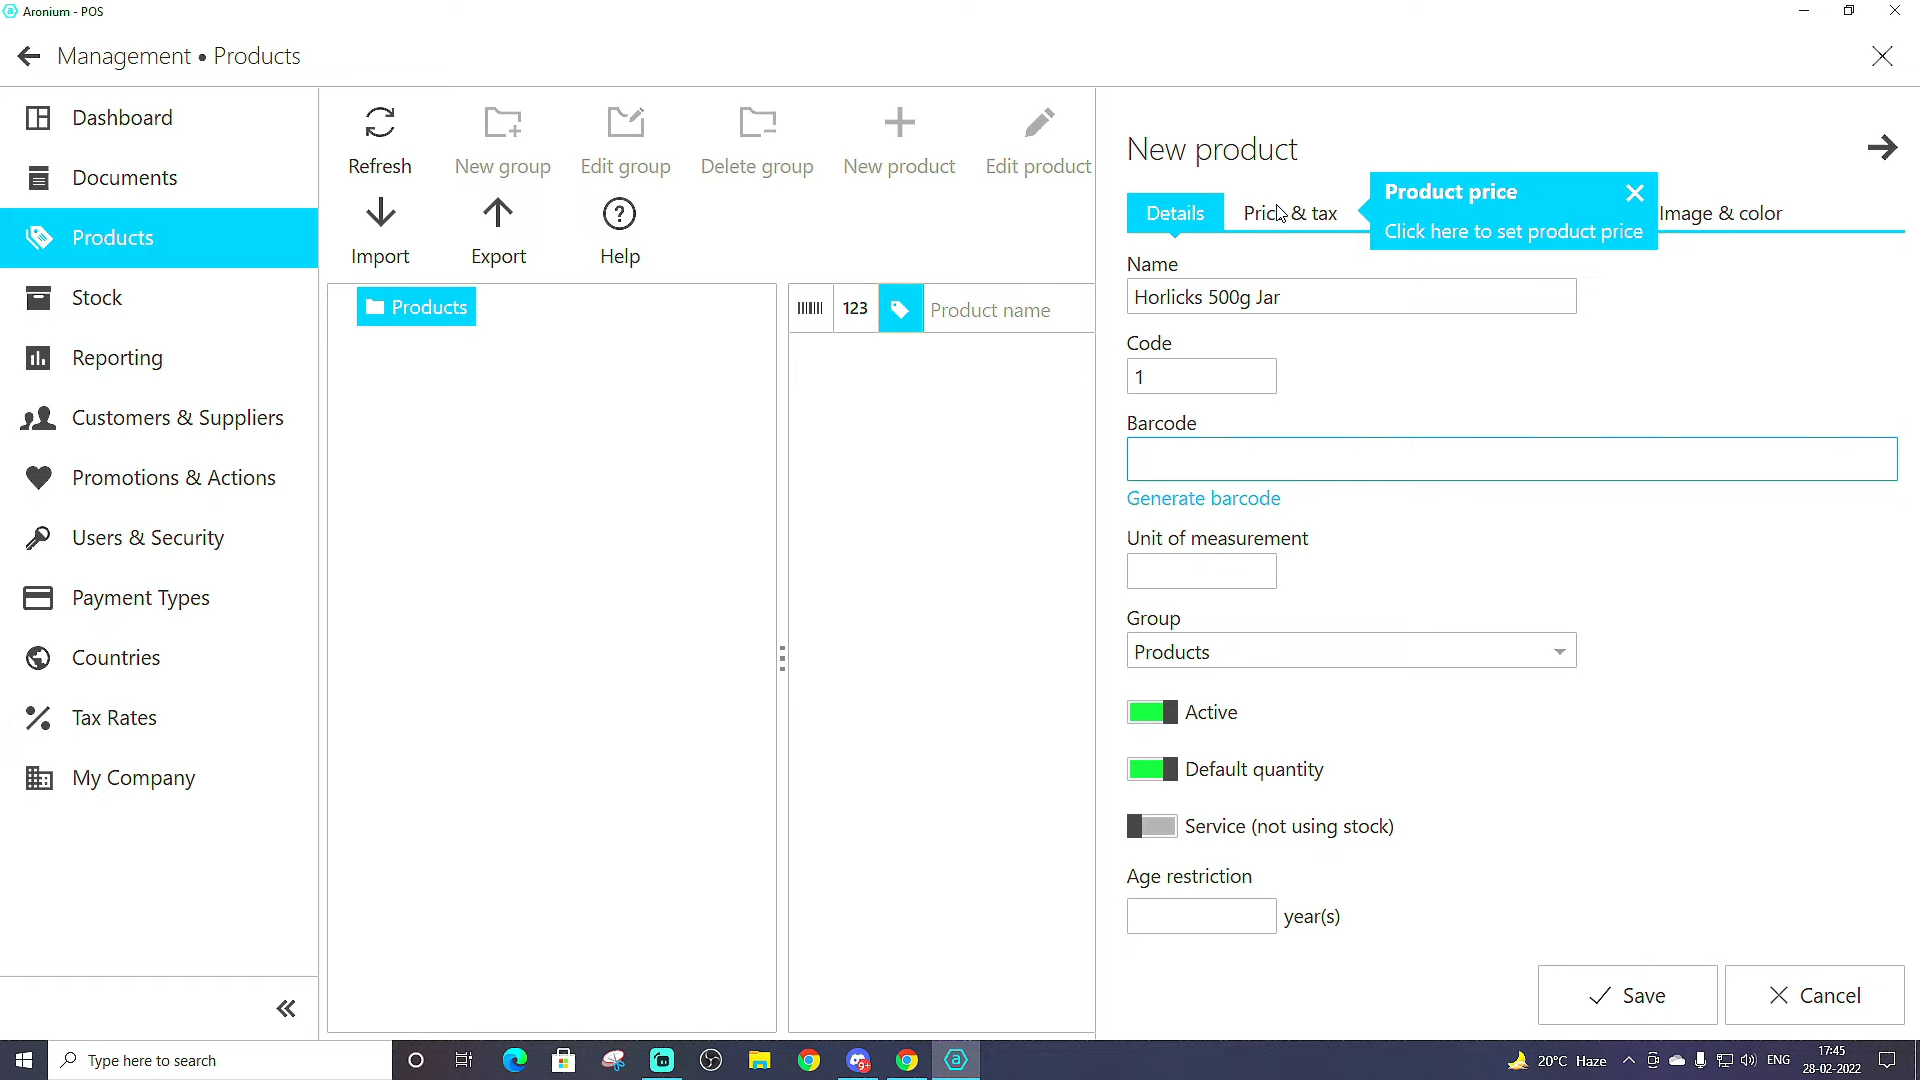 Aronium - POS
Management • Products
Dashboard
Documents
Products
Stock
Reporting
Customers & Suppliers
Promotions & Actions
Users & Security
Payment Types
Countries
Tax Rates
My Company
Refresh
New group
Edit group
Delete group
New product
Edit product
Import
Export
Help
Products
123
Product name
New product
Details
Price & tax
Product price
Click here to set product price
Image & color
Name
Horlicks 500g Jar
Code
1
Barcode
Generate barcode
Unit of measurement
Group
Products
Active
Default quantity
Service (not using stock)
Age restriction
year(s)
Save
Cancel
Type here to search
9+
20°C Haze
ENG
17:45
28-02-2022